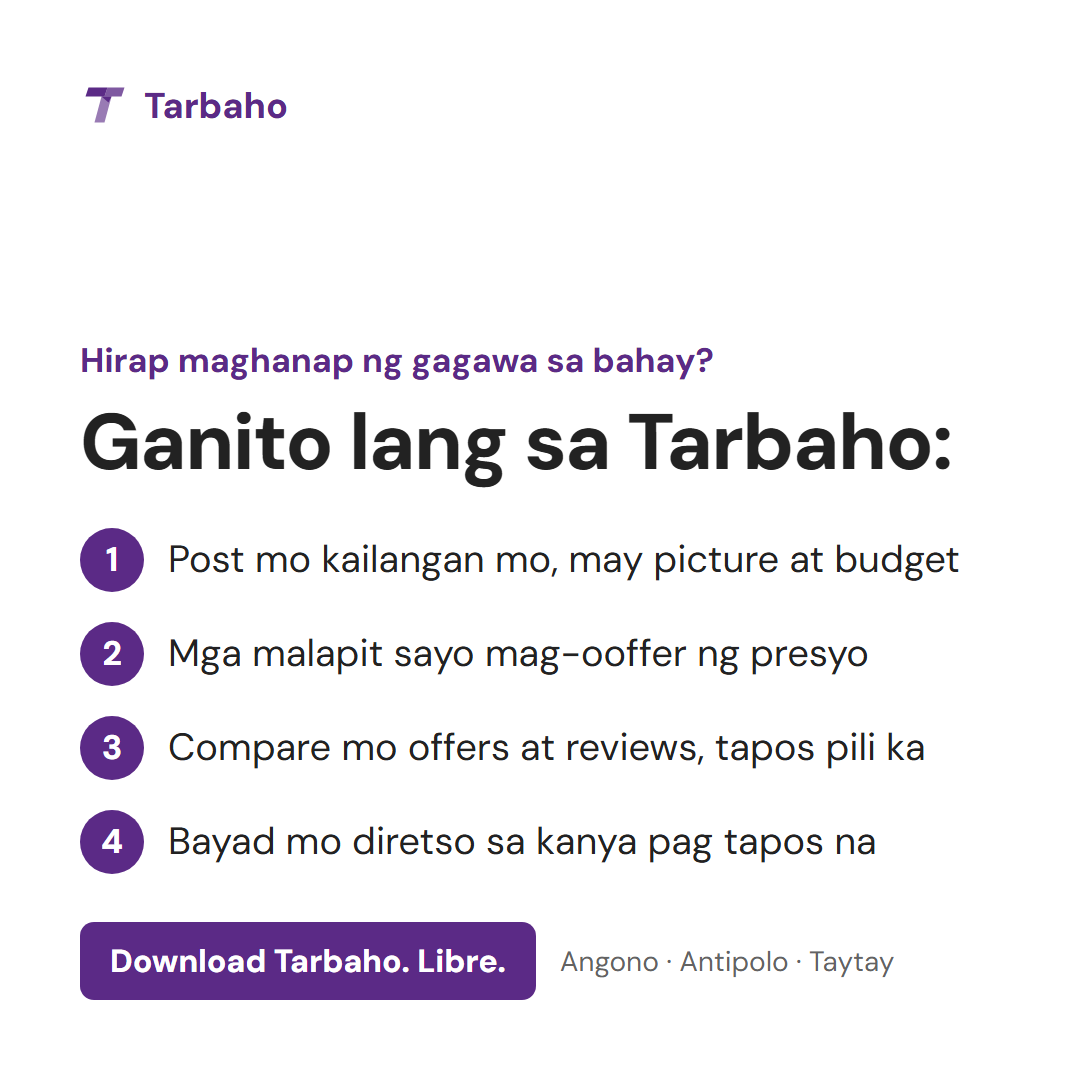 Tarbaho
Hirap maghanap ng gagawa sa bahay?
Ganito lang sa Tarbaho:
1 Post mo kailangan mo, may picture at budget
2 Mga malapit sayo mag-ooffer ng presyo
3 Compare mo offers at reviews, tapos pili ka
4 Bayad mo diretso sa kanya pag tapos na
Download Tarbaho. Libre. Angono · Antipolo · Taytay